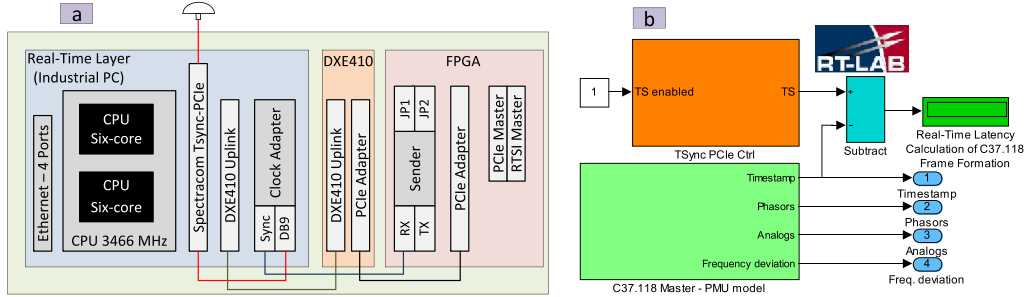 a
Real-Time Layer
(Industrial PC)
Ethernet – 4 Ports
CPU
Six-core
CPU
Six-core
CPU 3466 MHz
Spectracom Tsync-PCIe
DXE410 Uplink
Clock Adapter
Sync
DB9
DXE410
DXE410 Uplink
PCIe Adapter
FPGA
JP1
JP2
Sender
RX
TX
PCIe Adapter
PCIe Master
RTSI Master
b
1
TS enabled
TS
TSync PCIe Ctrl
RT-LAB
+
−
Subtract
Real-Time Latency
Calculation of C37.118
Frame Formation
Timestamp
Phasors
Analogs
Frequency deviation
C37.118 Master - PMU model
1
Timestamp
2
Phasors
3
Analogs
4
Freq. deviation